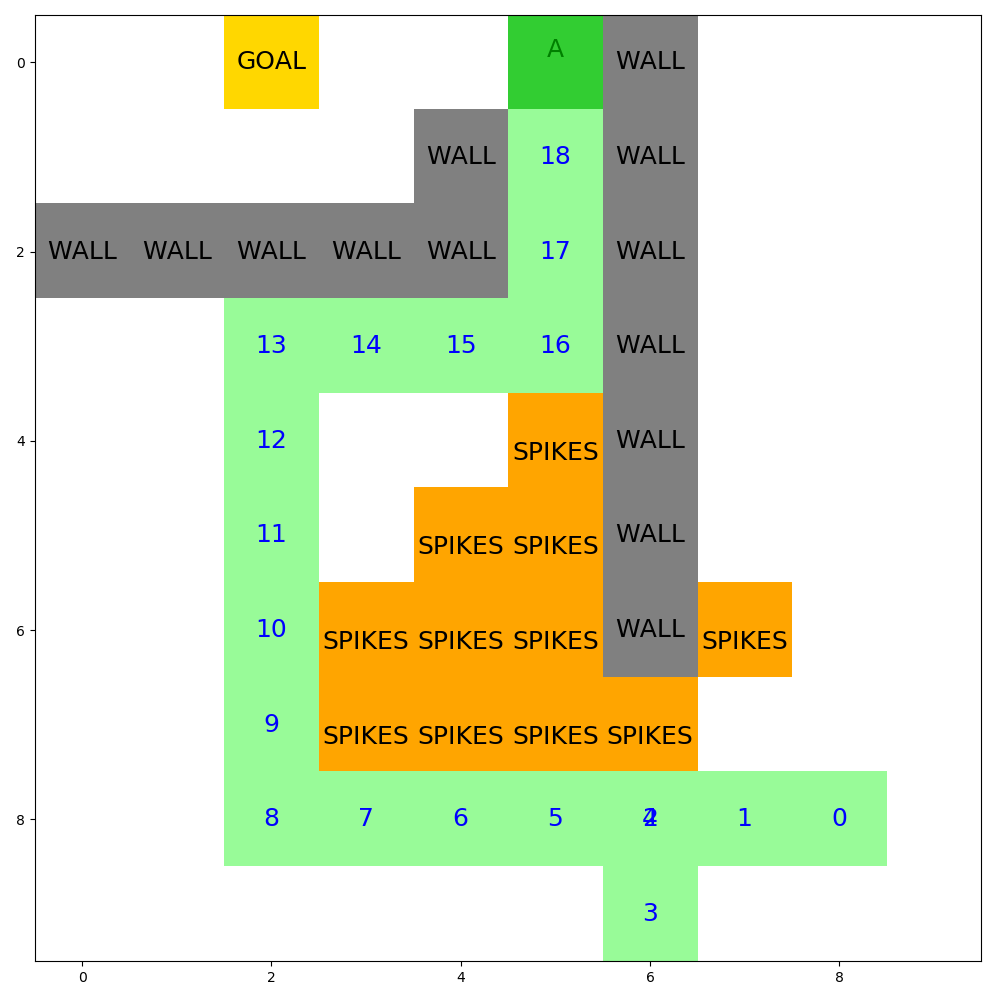 0 GOAL A WALL
WALL 18 WALL
2 WALL WALL WALL WALL WALL 17 WALL
13 14 15 16 WALL
4 12 SPIKES WALL
11 SPIKES SPIKES WALL
6 10 SPIKES SPIKES SPIKES WALL SPIKES
9 SPIKES SPIKES SPIKES SPIKES
8 8 7 6 5 2 4 1 0
3
0 2 4 6 8